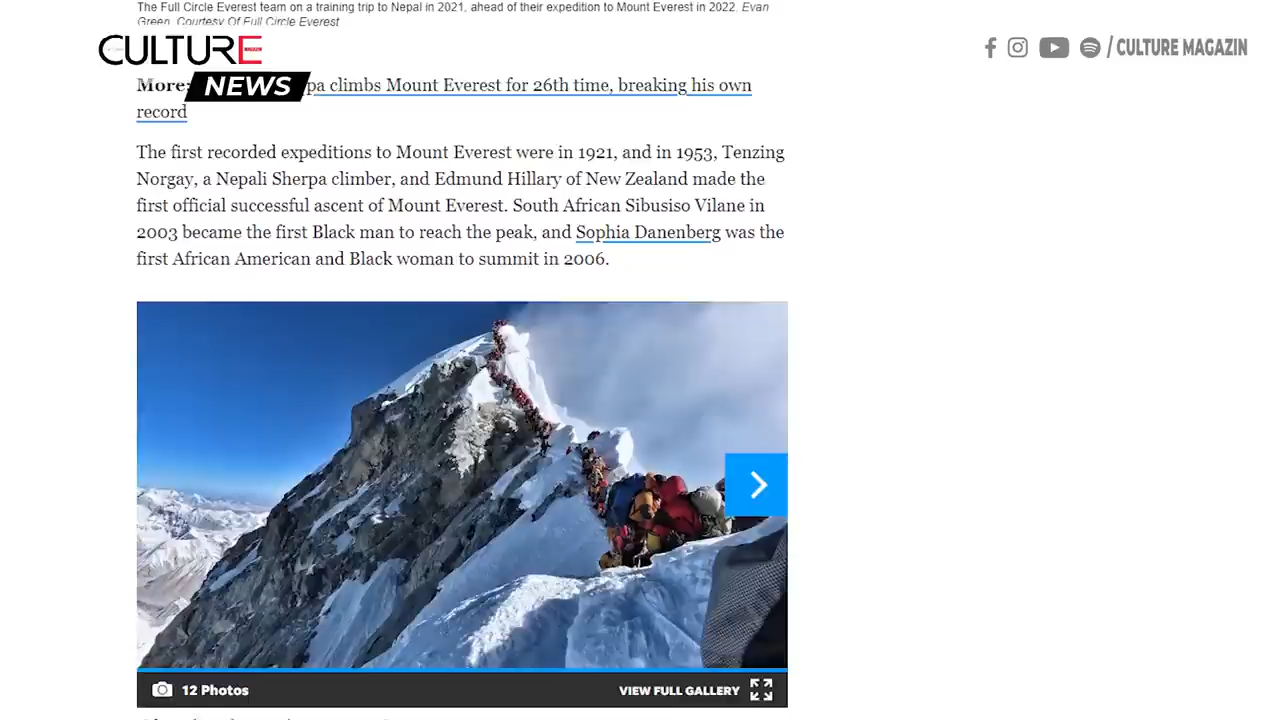 The Full Circle Everest team on a training trip to Nepal in 2021, ahead of their expedition to Mount Everest in 2022. Evan
Green, Courtesy Of Full Circle Everest
CULTURE
/ CULTURE MAGAZIN
More:
NEWS
pa climbs Mount Everest for 26th time, breaking his own
record
The first recorded expeditions to Mount Everest were in 1921, and in 1953, Tenzing
Norgay, a Nepali Sherpa climber, and Edmund Hillary of New Zealand made the
first official successful ascent of Mount Everest. South African Sibusiso Vilane in
2003 became the first Black man to reach the peak, and Sophia Danenberg was the
first African American and Black woman to summit in 2006.
12 Photos
VIEW FULL GALLERY